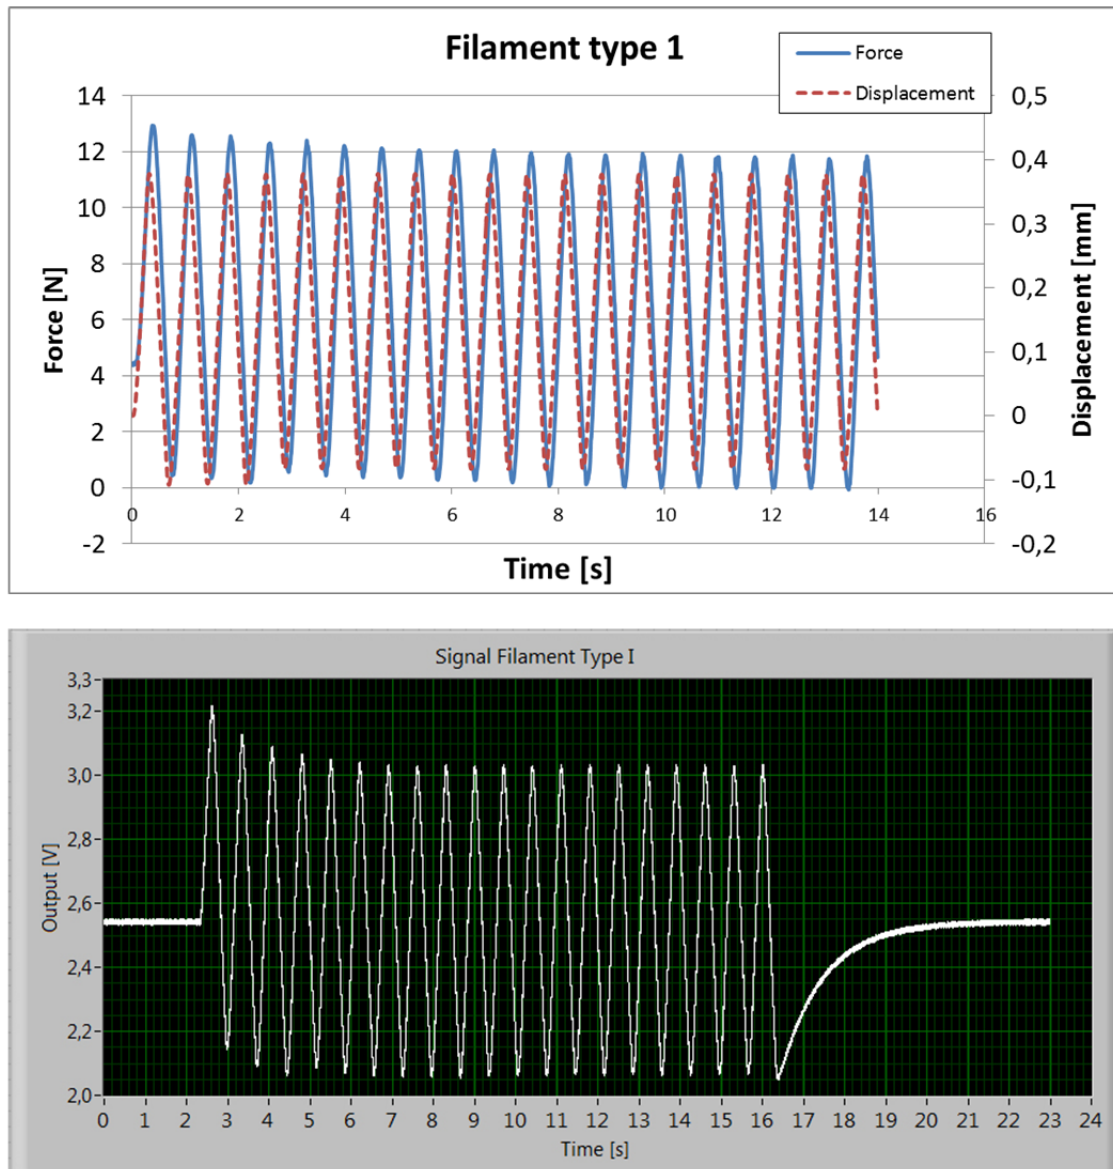 Filament type 1
Force
Displacement
14
12
10
8
6
4
2
0
-2
Force [N]
0,5
0,4
0,3
0,2
0,1
0
-0,1
-0,2
Displacement [mm]
0 2 4 6 8 10 12 14 16
Time [s]
Signal Filament Type I
3,3
3,2
3,0
2,8
2,6
2,4
2,2
2,0
Output [V]
0 1 2 3 4 5 6 7 8 9 10 11 12 13 14 15 16 17 18 19 20 21 22 23 24
Time [s]